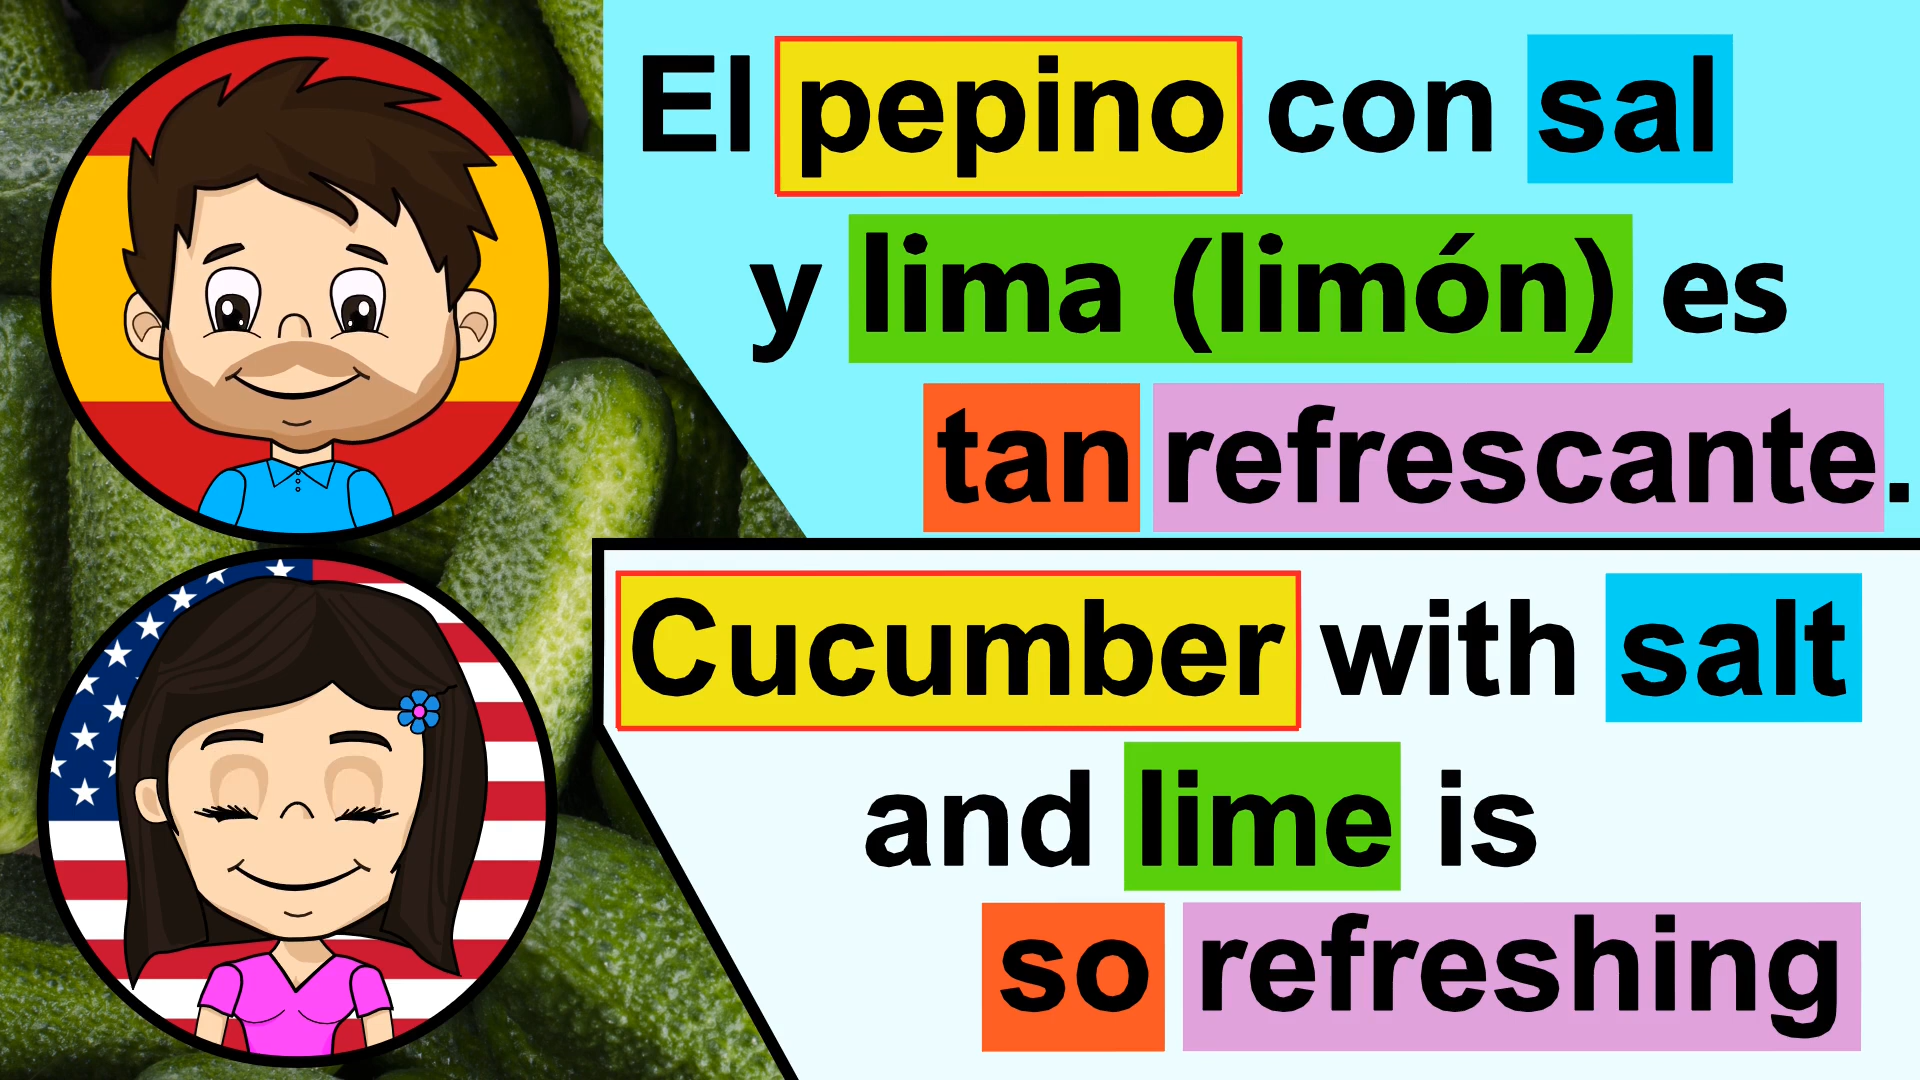 El pepino con sal
y lima (limón) es
tan refrescante.
Cucumber with salt
and lime is
so refreshing